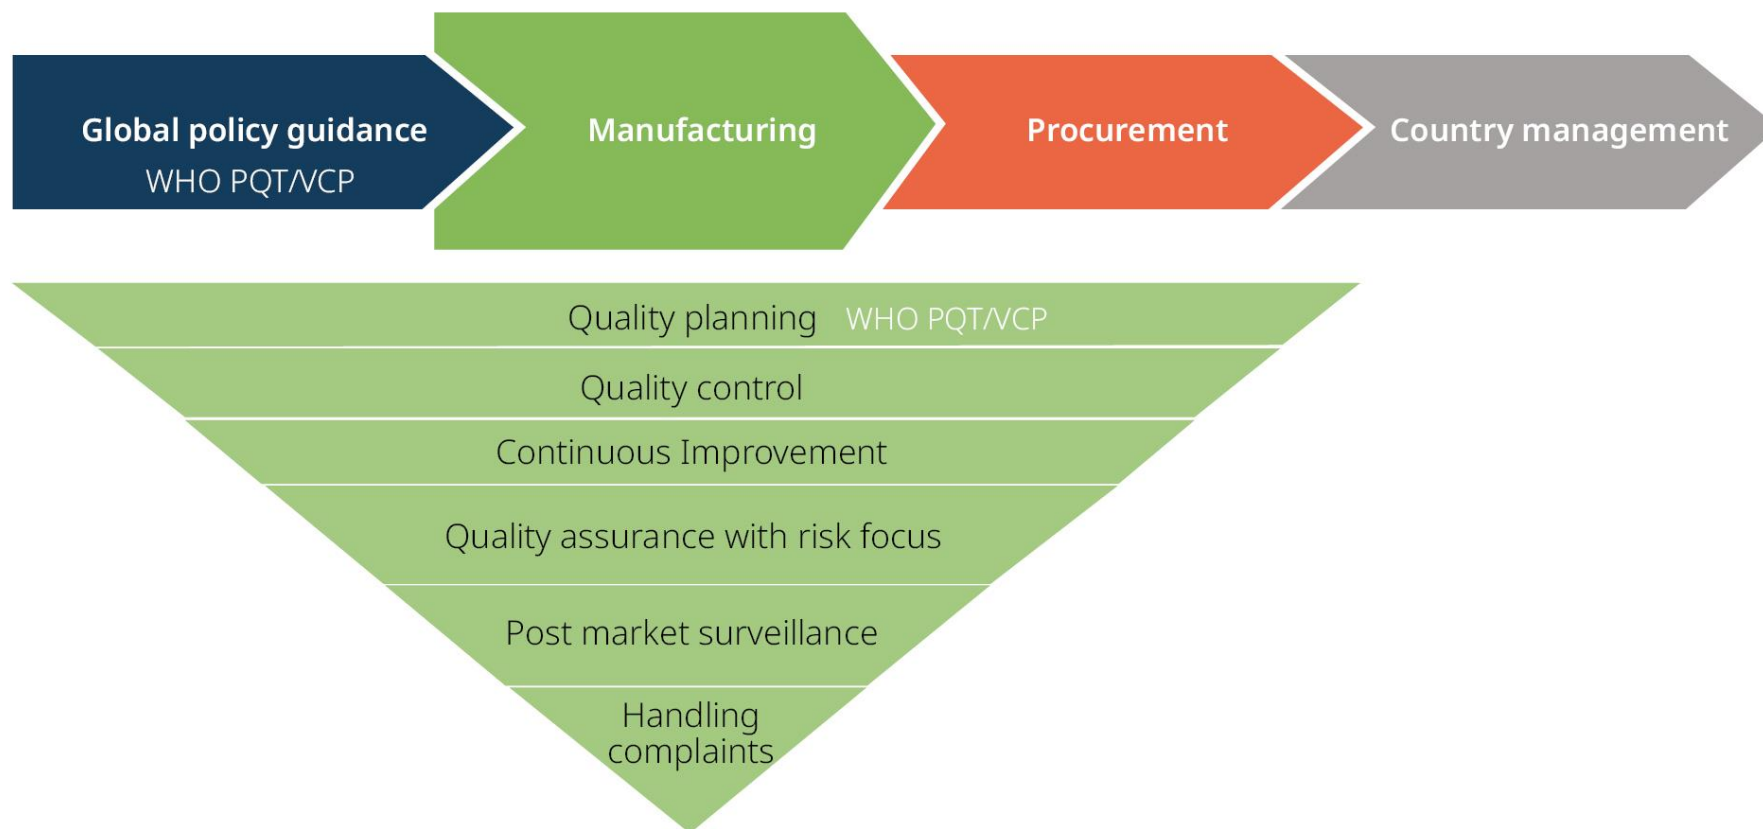 Global policy guidance
WHO PQT/VCP
Manufacturing
Procurement
Country management
Quality planning WHO PQT/VCP
Quality control
Continuous Improvement
Quality assurance with risk focus
Post market surveillance
Handling
complaints